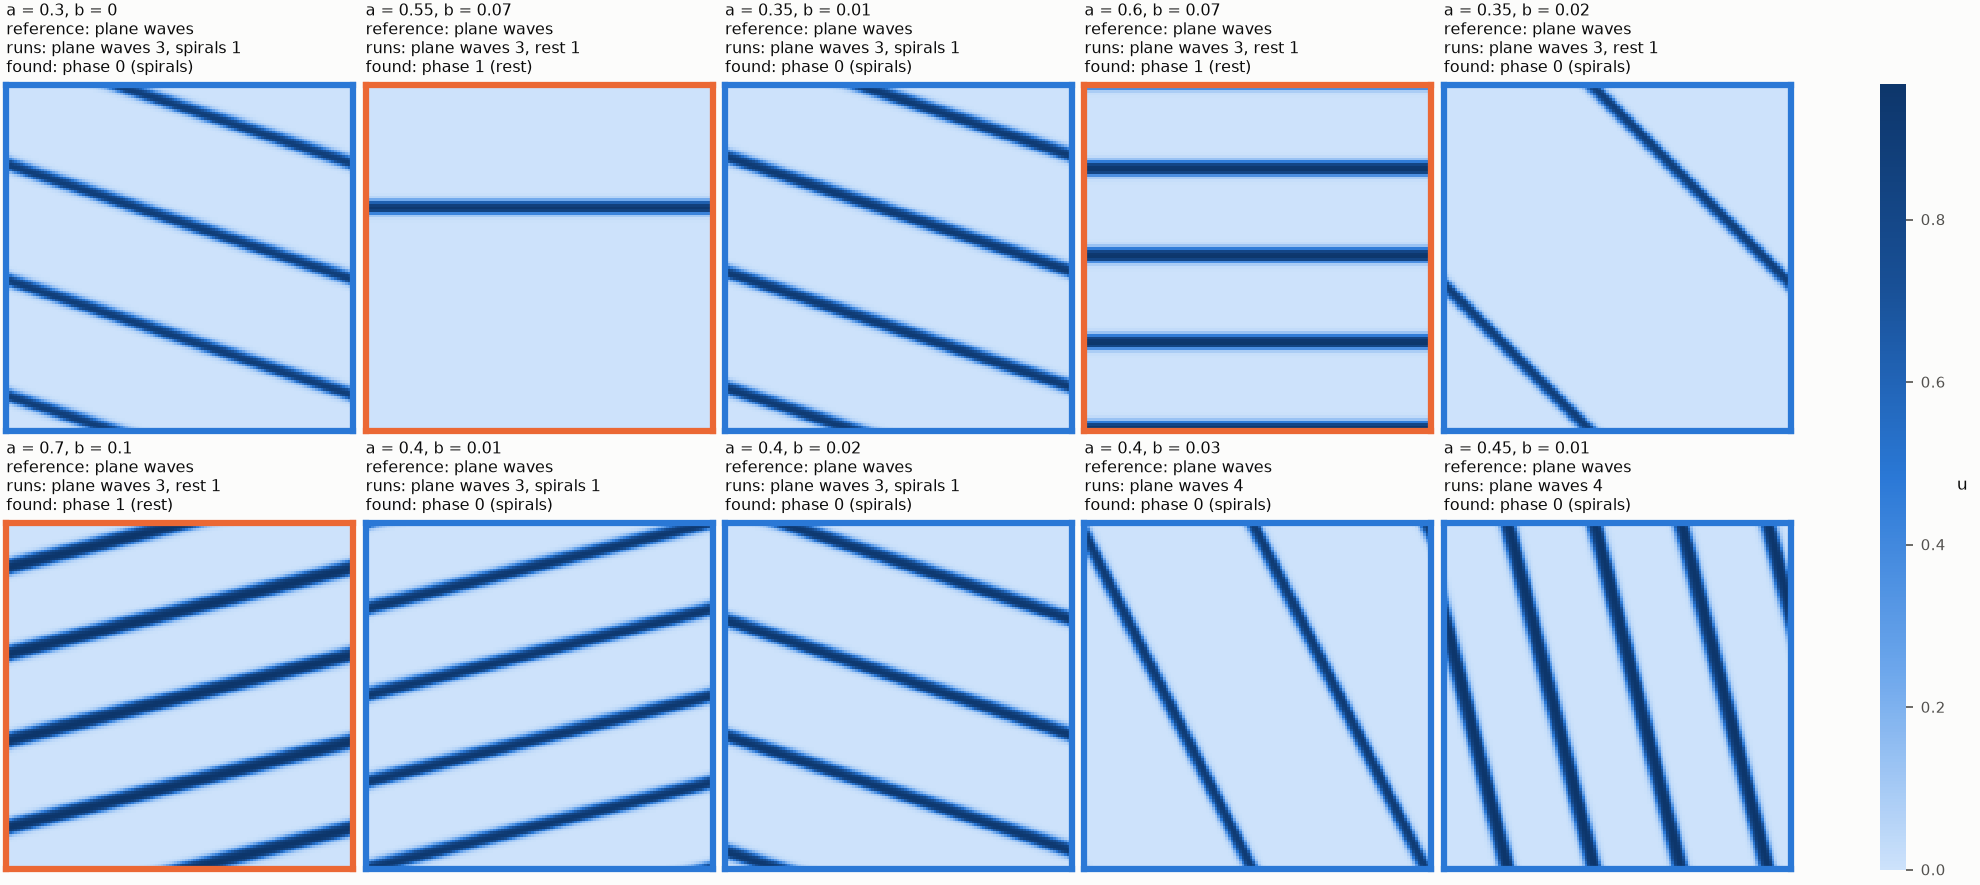 a = 0.3, b = 0
reference: plane waves
runs: plane waves 3, spirals 1
found: phase 0 (spirals)
a = 0.55, b = 0.07
reference: plane waves
runs: plane waves 3, rest 1
found: phase 1 (rest)
a = 0.35, b = 0.01
reference: plane waves
runs: plane waves 3, spirals 1
found: phase 0 (spirals)
a = 0.6, b = 0.07
reference: plane waves
runs: plane waves 3, rest 1
found: phase 1 (rest)
a = 0.35, b = 0.02
reference: plane waves
runs: plane waves 3, rest 1
found: phase 0 (spirals)
a = 0.7, b = 0.1
reference: plane waves
runs: plane waves 3, rest 1
found: phase 1 (rest)
a = 0.4, b = 0.01
reference: plane waves
runs: plane waves 3, spirals 1
found: phase 0 (spirals)
a = 0.4, b = 0.02
reference: plane waves
runs: plane waves 3, spirals 1
found: phase 0 (spirals)
a = 0.4, b = 0.03
reference: plane waves
runs: plane waves 4
found: phase 0 (spirals)
a = 0.45, b = 0.01
reference: plane waves
runs: plane waves 4
found: phase 0 (spirals)
0.8
0.6
0.4
0.2
0.0
u